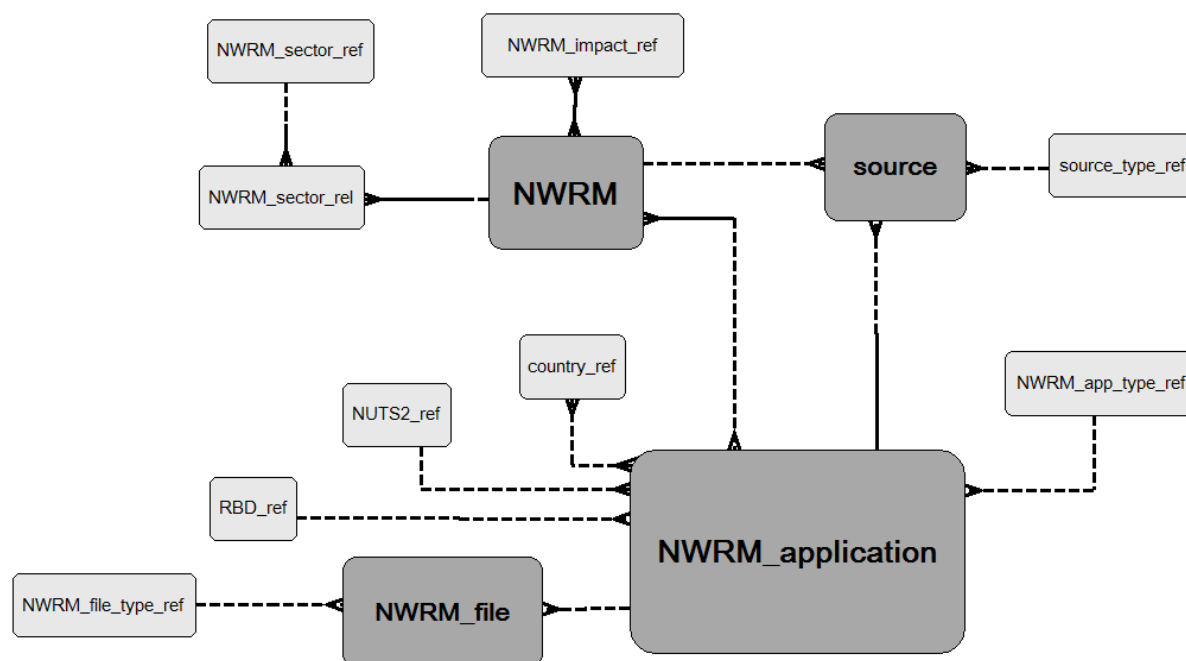 NWRM_sector_ref
NWRM_impact_ref
source
source_type_ref
NWRM_sector_rel
NWRM
country_ref
NWRM_app_type_ref
NUTS2_ref
RBD_ref
NWRM_application
NWRM_file_type_ref
NWRM_file